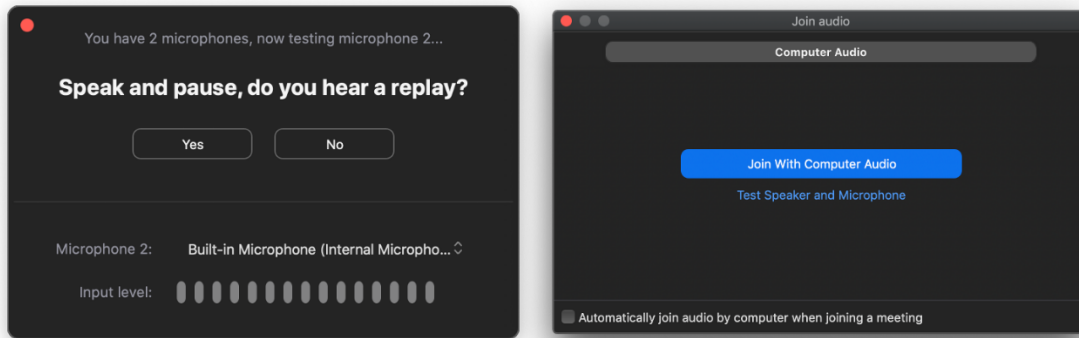 You have 2 microphones, now testing microphone 2...
Speak and pause, do you hear a replay?
Yes
No
Microphone 2:
Built-in Microphone (Internal Micropho...
Input level:
Join audio
Computer Audio
Join With Computer Audio
Test Speaker and Microphone
Automatically join audio by computer when joining a meeting